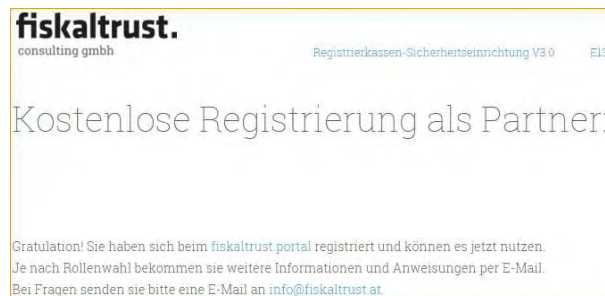 fiskaltrust.
consulting gmbh
Registrierkassen-Sicherheitseinrichtung V3.0
Kostenlose Registrierung als Partner:
Gratulation! Sie haben sich beim fiskaltrust.portal registriert und können es jetzt nutzen.
Je nach Rollenwahl bekommen sie weitere Informationen und Anweisungen per E-Mail.
Bei Fragen senden sie bitte eine E-Mail an info@fiskaltrust.at.